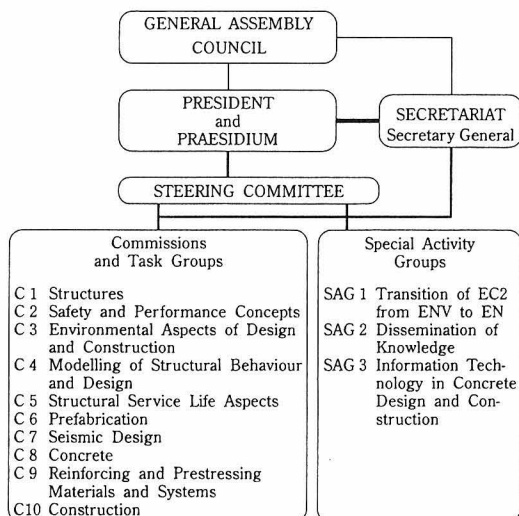 GENERAL ASSEMBLY
COUNCIL
PRESIDENT
and
PRAESIDIUM
SECRETARIAT
Secretary General
STEERING COMMITTEE
Commissions
and Task Groups
C 1 Structures
C 2 Safety and Performance Concepts
C 3 Environmental Aspects of Design
and Construction
C 4 Modelling of Structural Behaviour
and Design
C 5 Structural Service Life Aspects
C 6 Prefabrication
C 7 Seismic Design
C 8 Concrete
C 9 Reinforcing and Prestressing
Materials and Systems
C10 Construction
Special Activity
Groups
SAG 1 Transition of EC2
from ENV to EN
SAG 2 Dissemination of
Knowledge
SAG 3 Information Tech-
nology in Concrete
Design and Con-
struction